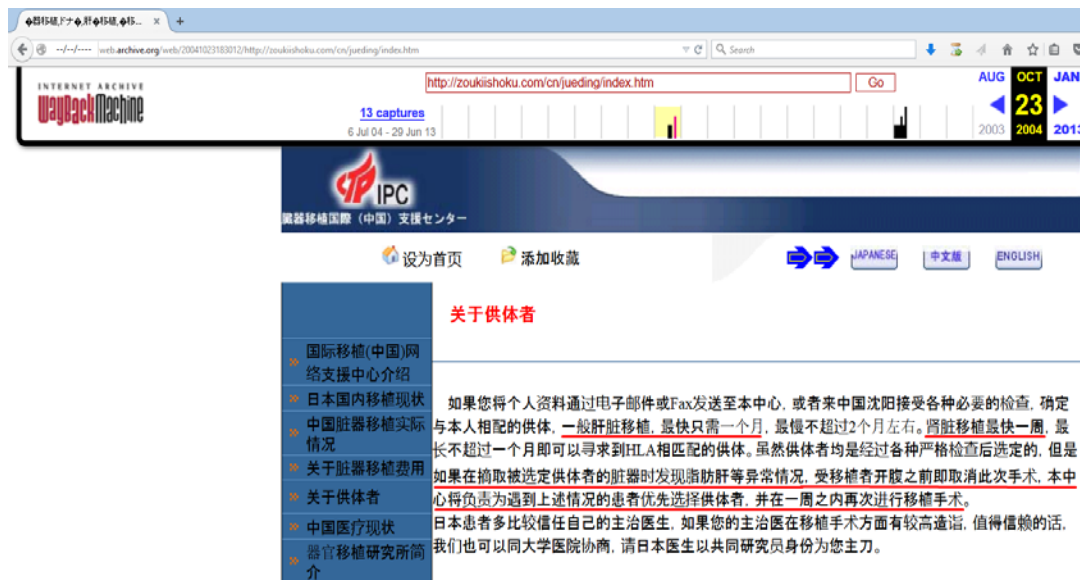 器移植,ドナ
web.archive.org/web/20041023183012/http://zoukiishoku.com/cn/jueding/index.htm
Search
INTERNET ARCHIVE
WayBackMachine
http://zoukiishoku.com/cn/jueding/index.htm
Go
13 captures
6 Jul 04 - 29 Jun 13
AUG OCT JAN
23
2003 2004 2013
IPC
臓器移植国際（中国）支援センター
设为首页 添加收藏
JAPANESE 中文版 ENGLISH
国际移植(中国)网
络支援中心介绍
日本国内移植现状
中国脏器移植实际
情况
关于脏器移植费用
关于供体者
中国医疗现状
器官移植研究所简
介
关于供体者
如果您将个人资料通过电子邮件或Fax发送至本中心, 或者来中国沈阳接受各种必要的检查, 确定
与本人相配的供体, 一般肝脏移植, 最快只需一个月, 最慢不超过2个月左右。肾脏移植最快一周, 最
长不超过一个月即可以寻求到HLA相匹配的供体。虽然供体者均是经过各种严格检查后选定的, 但是
如果在摘取被选定供体者的脏器时发现脂肪肝等异常情况, 受移植者开腹之前即取消此次手术, 本中
心将负责为遇到上述情况的患者优先选择供体者, 并在一周之内再次进行移植手术。
日本患者多比较信任自己的主治医生, 如果您的主治医在移植手术方面有较高造诣, 值得信赖的话,
我们也可以同大学医院协商, 请日本医生以共同研究员身份为您主刀。